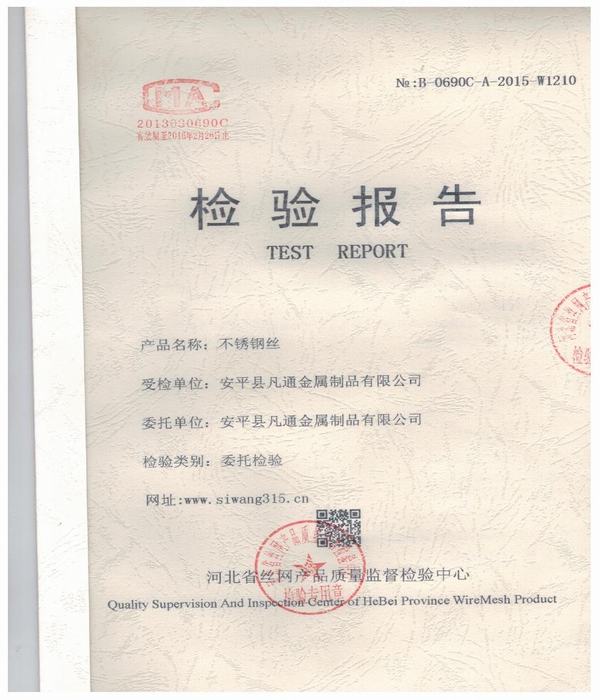 №:B-0690C-A-2015-W1210
CMA
2013030690C
检验报告
TEST REPORT
产品名称：不锈钢丝
受检单位：安平县凡通金属制品有限公司
委托单位：安平县凡通金属制品有限公司
检验类别：委托检验
网址:www.siwang315.cn
河北省丝网产品质量监督检验中心
Quality Supervision And Inspection Center of HeBei Province WireMesh Product